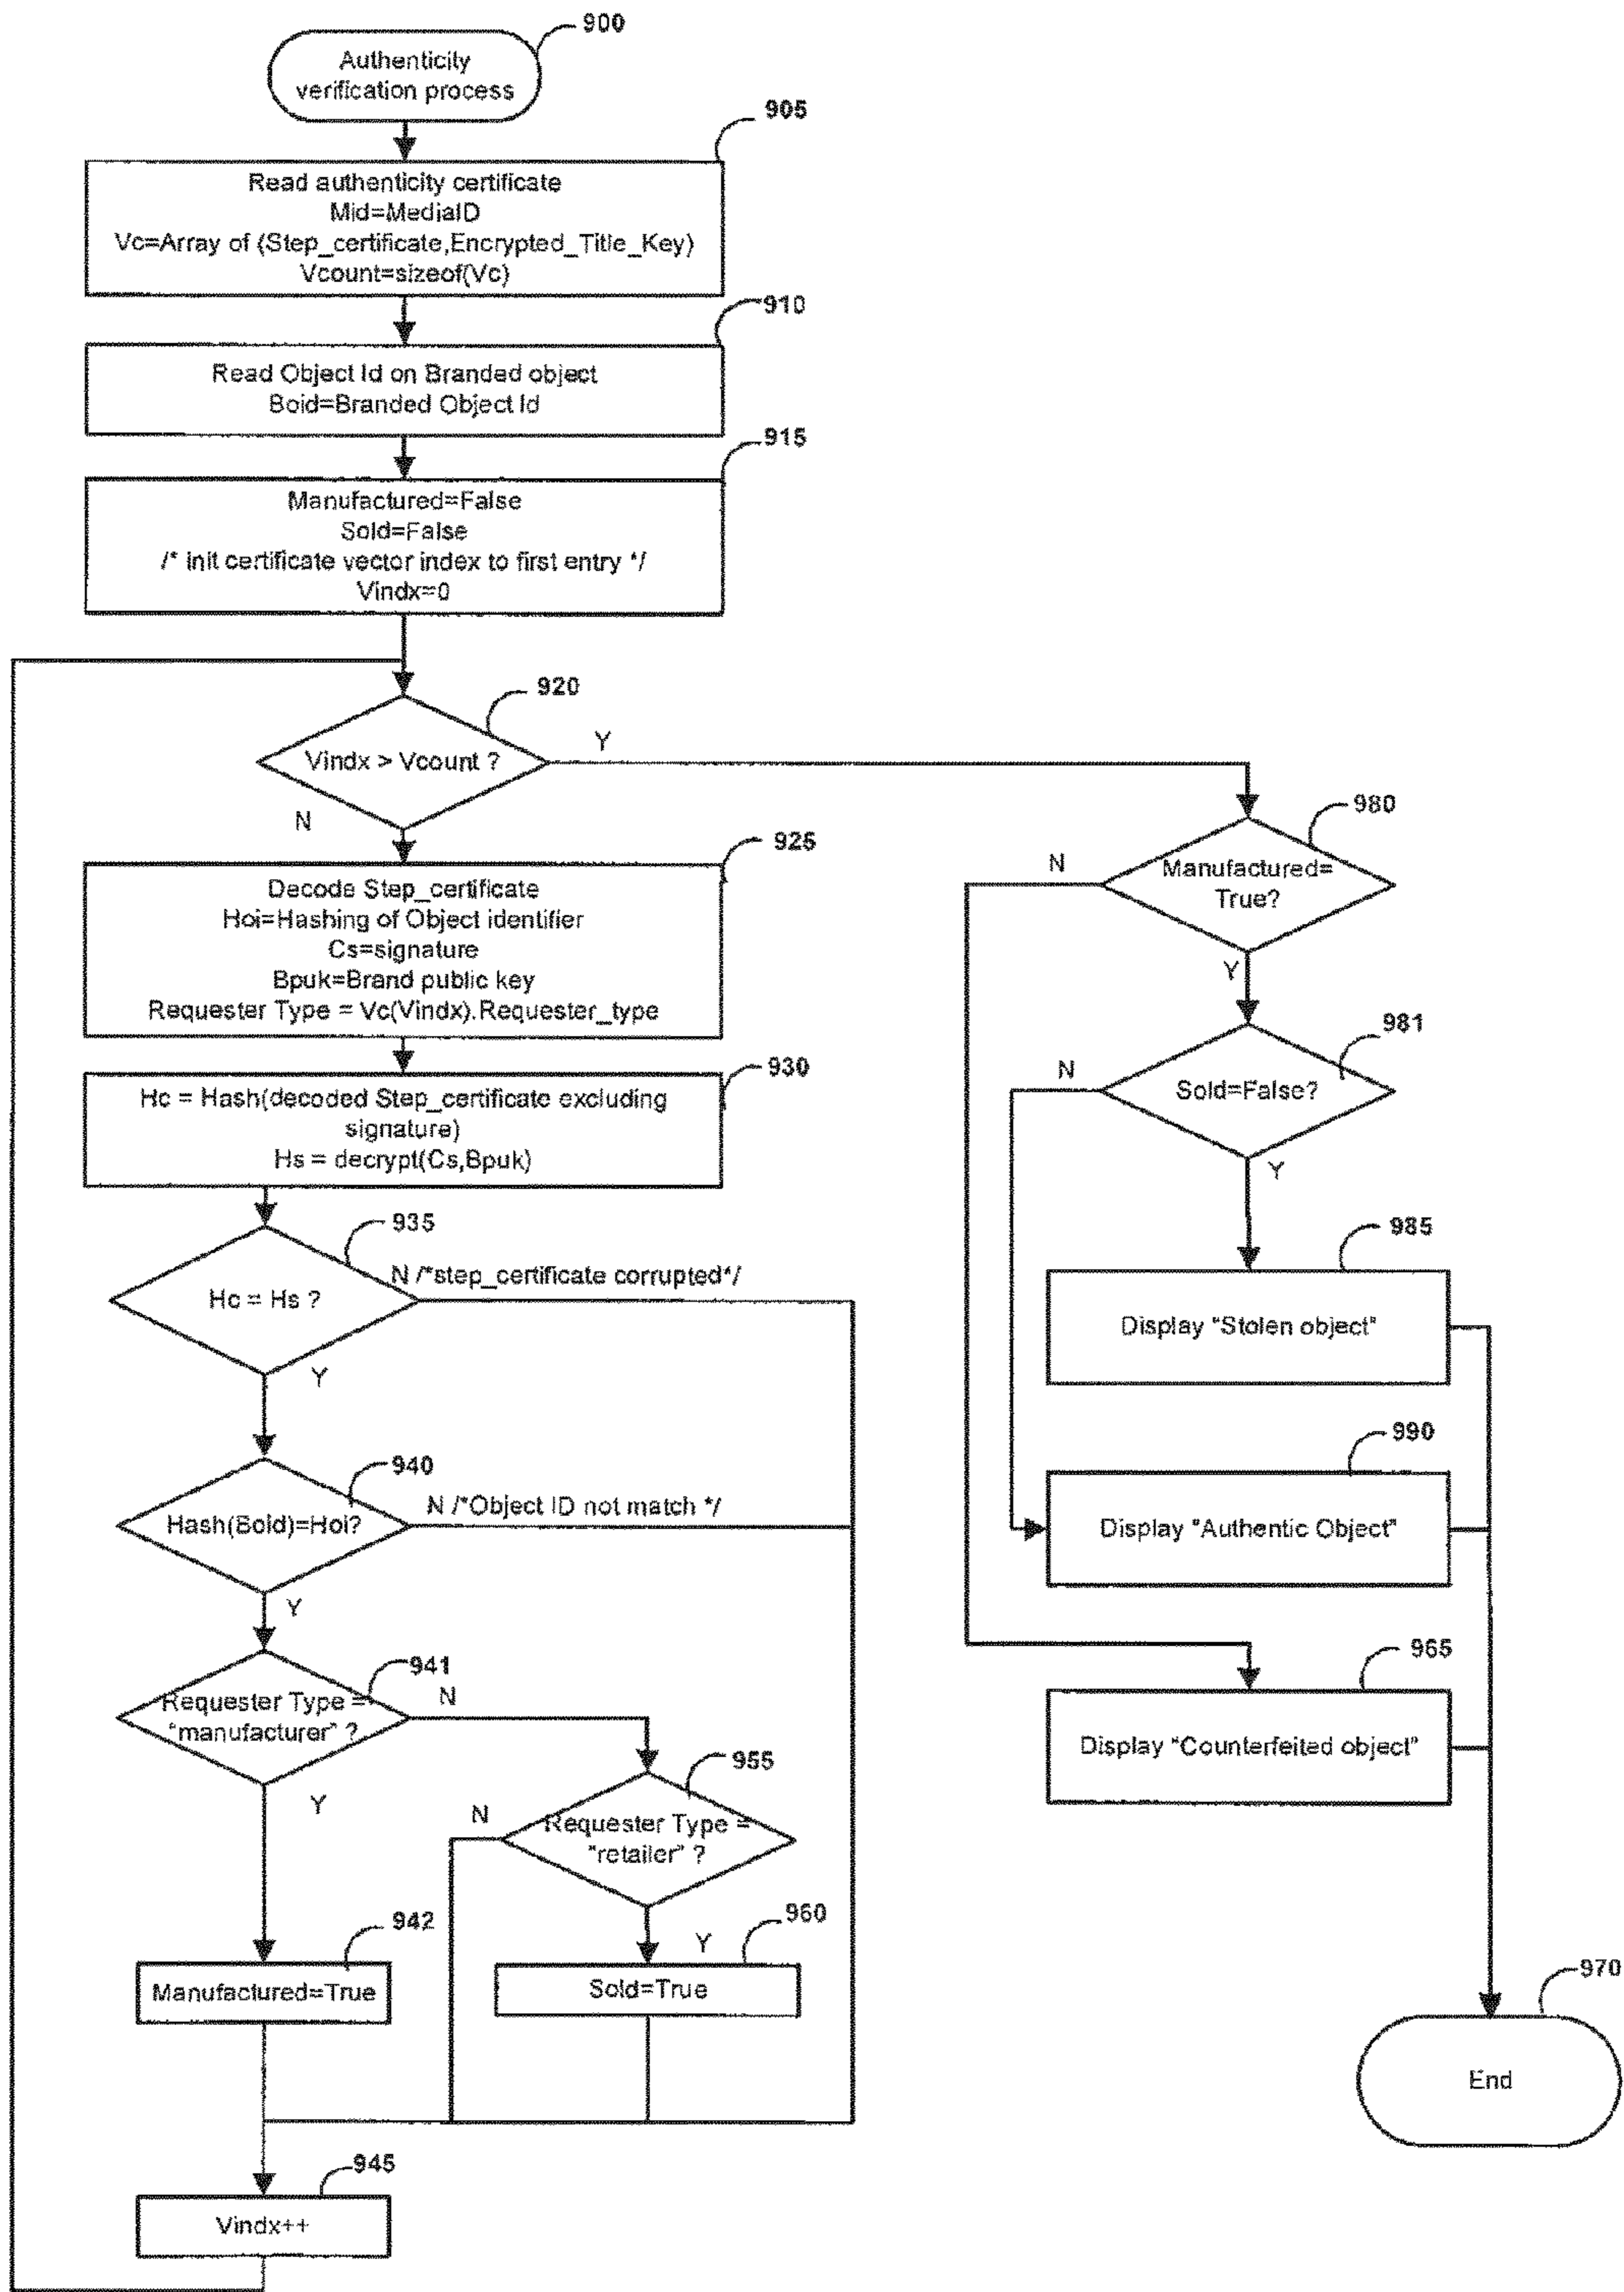 900
Authenticity
verification process
905
Read authenticity certificate
Mid=MediaID
Vc=Array of (Step_certificate,Encrypted_Title_Key)
Vcount=sizeof(Vc)
910
Read Object Id on Branded object
Boid=Branded Object Id
915
Manufactured=False
Sold=False
/* init certificate vector index to first entry */
Vindx=0
920
Vindx > Vcount ?
Y
N
925
Decode Step_certificate
Hoi=Hashing of Object identifier
Cs=signature
Bpuk=Brand public key
Requester Type = Vc(Vindx).Requester_type
930
Hc = Hash(decoded Step_certificate excluding
signature)
Hs = decrypt(Cs,Bpuk)
935
Hc = Hs ?
N /*step_certificate corrupted*/
Y
940
Hash(Boid)=Hoi?
N /*Object ID not match */
Y
941
Requester Type =
"manufacturer" ?
N
Y
955
Requester Type =
"retailer" ?
N
Y
942
Manufactured=True
960
Sold=True
945
Vindx++
980
Manufactured=
True?
N
Y
981
Sold=False?
N
Y
985
Display "Stolen object"
990
Display "Authentic Object"
965
Display "Counterfeited object"
970
End